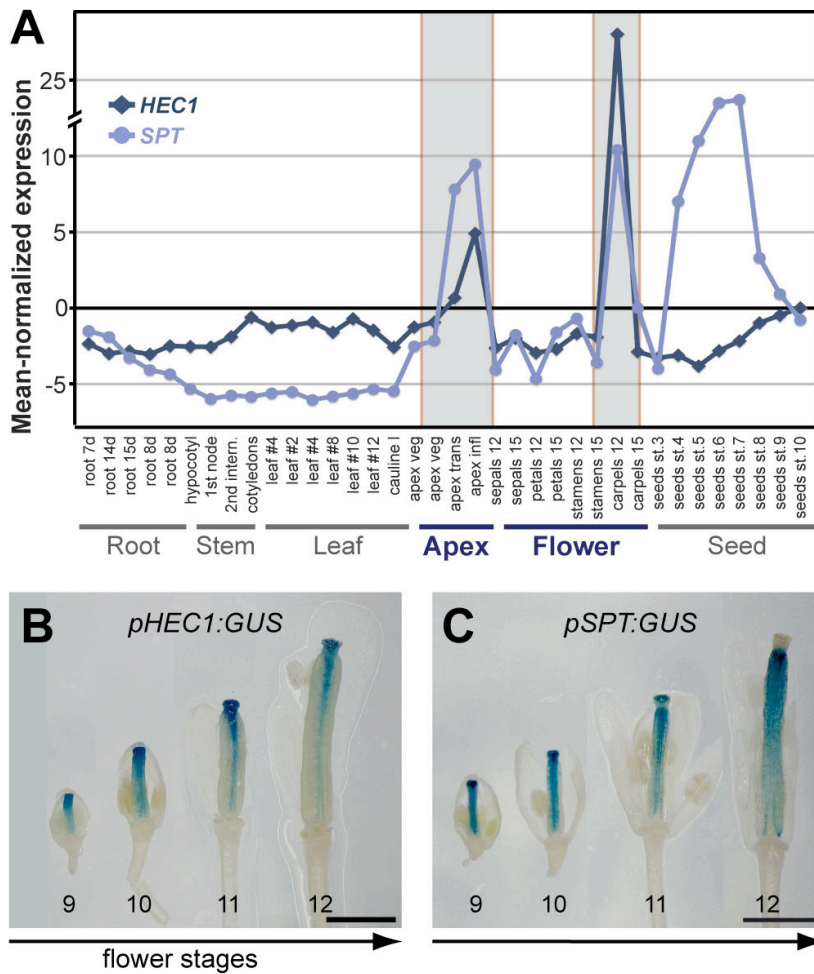 A
Mean-normalized expression
25
10
5
0
-5
HEC1
SPT
root 7d
root 14d
root 15d
root 8d
root 8d
hypocotyl
1st node
2nd intern.
cotyledons
leaf #4
leaf #2
leaf #4
leaf #8
leaf #10
leaf #12
cauline l
apex veg
apex veg
apex trans
apex infl
sepals 12
sepals 15
petals 12
petals 15
stamens 12
stamens 15
carpels 12
carpels 15
seeds st.3
seeds st.4
seeds st.5
seeds st.6
seeds st.7
seeds st.8
seeds st.9
seeds st.10
Root Stem Leaf Apex Flower Seed
B
pHEC1:GUS
9 10 11 12
flower stages
C
pSPT:GUS
9 10 11 12